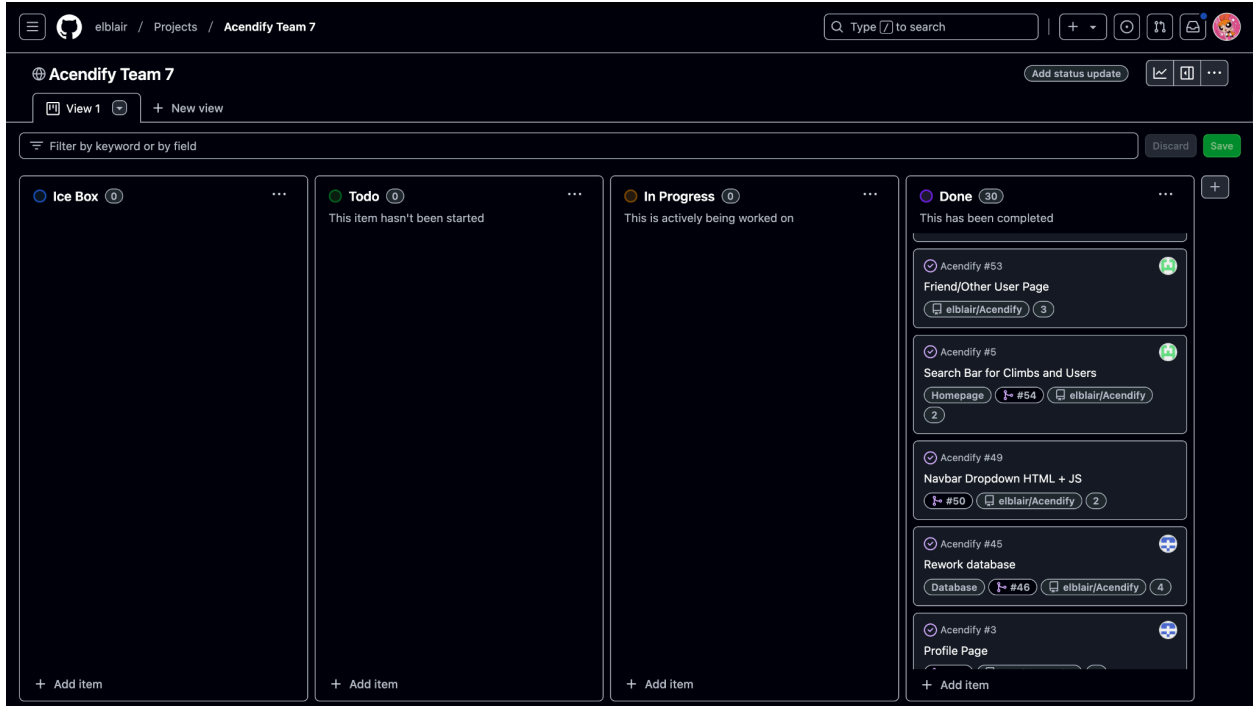 elblair / Projects / Acendify Team 7
Type / to search
Acendify Team 7
Add status update
View 1
+ New view
Filter by keyword or by field
Discard
Save
Ice Box 0
+ Add item
Todo 0
This item hasn't been started
+ Add item
In Progress 0
This is actively being worked on
+ Add item
Done 30
This has been completed
Acendify #53
Friend/Other User Page
elblair/Acendify 3
Acendify #5
Search Bar for Climbs and Users
Homepage #54 elblair/Acendify
2
Acendify #49
Navbar Dropdown HTML + JS
#50 elblair/Acendify 2
Acendify #45
Rework database
Database #46 elblair/Acendify 4
Acendify #3
Profile Page
+ Add item